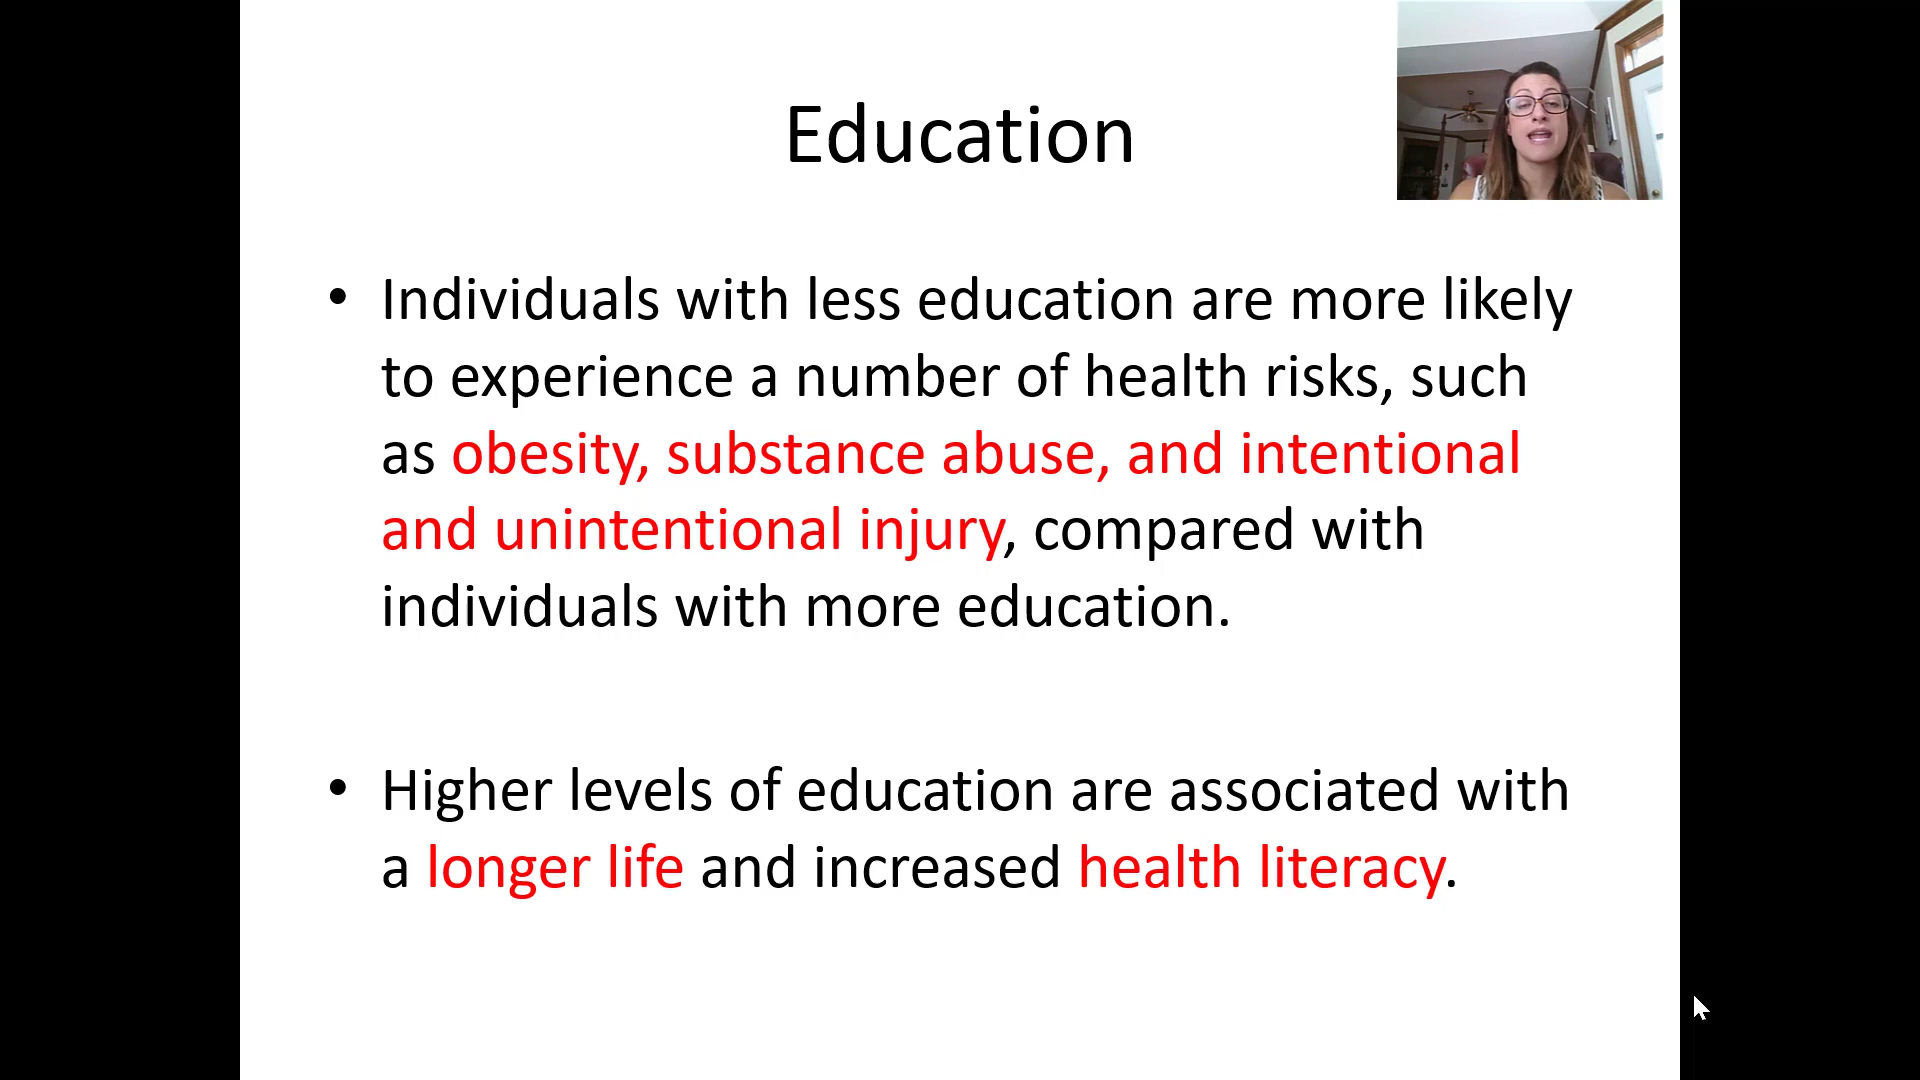 Education
• Individuals with less education are more likely
to experience a number of health risks, such
as obesity, substance abuse, and intentional
and unintentional injury, compared with
individuals with more education.
• Higher levels of education are associated with
a longer life and increased health literacy.